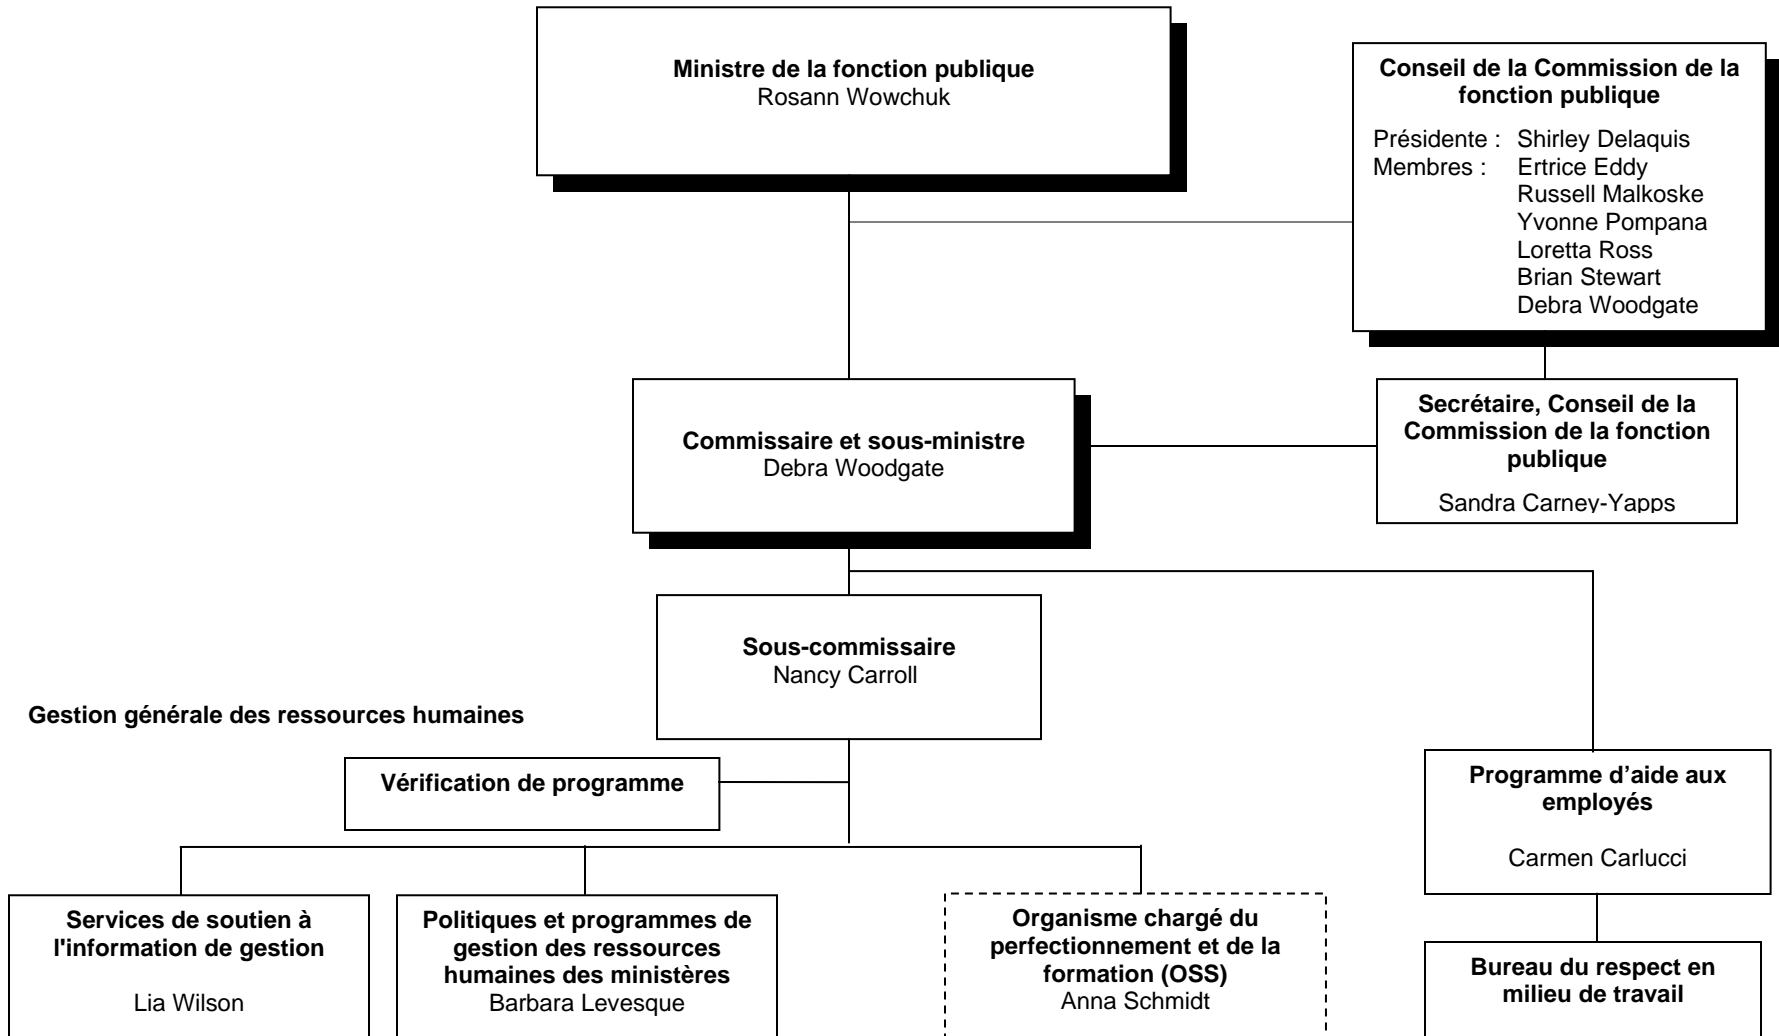 Ministre de la fonction publique
Rosann Wowchuk
Conseil de la Commission de la
fonction publique
Présidente : Shirley Delaquis
Membres : Ertrice Eddy
Russell Malkoske
Yvonne Pompana
Loretta Ross
Brian Stewart
Debra Woodgate
Commissaire et sous-ministre
Debra Woodgate
Secrétaire, Conseil de la
Commission de la fonction
publique
Sandra Carney-Yapps
Sous-commissaire
Nancy Carroll
Gestion générale des ressources humaines
Vérification de programme
Programme d’aide aux
employés
Carmen Carlucci
Services de soutien à
l'information de gestion
Lia Wilson
Politiques et programmes de
gestion des ressources
humaines des ministères
Barbara Levesque
Organisme chargé du
perfectionnement et de la
formation (OSS)
Anna Schmidt
Bureau du respect en
milieu de travail